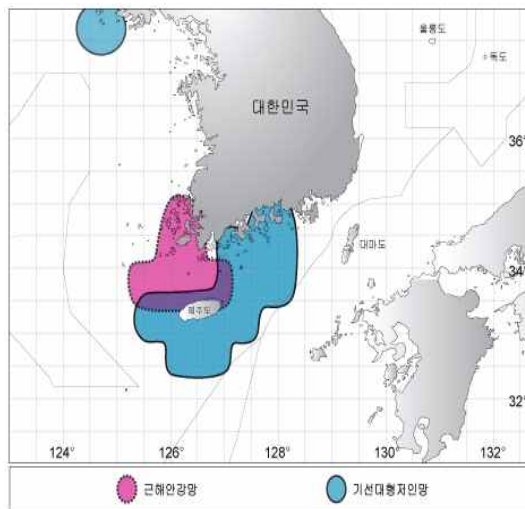 울릉도
독도
대한민국
36°
대마도
34°
제주도
32°
124°
126°
128°
130°
132°
근해안강망
기선대형저인망